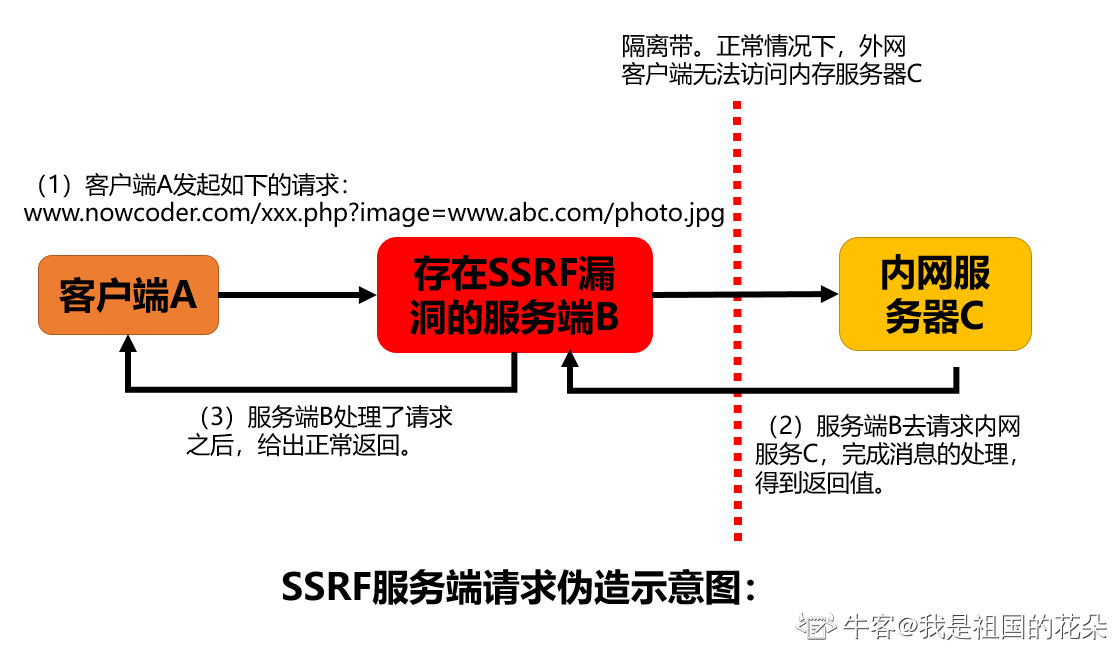 隔离带。正常情况下，外网
客户端无法访问内存服务器C
（1）客户端A发起如下的请求：
www.nowcoder.com/xxx.php?image=www.abc.com/photo.jpg
客户端A
存在SSRF漏
洞的服务端B
内网服
务器C
（3）服务端B处理了请求
之后，给出正常返回。
（2）服务端B去请求内网
服务C，完成消息的处理，
得到返回值。
SSRF服务端请求伪造示意图：
牛客@我是祖国的花朵